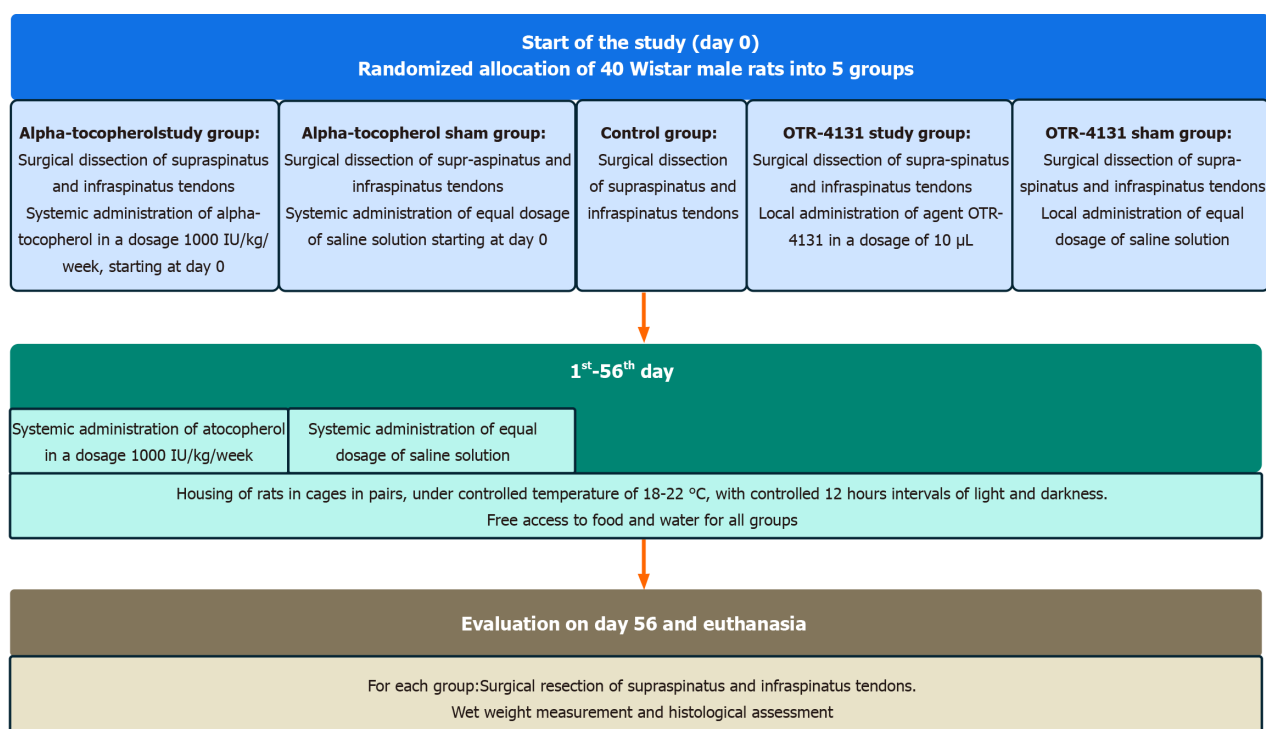 Start of the study (day 0)
Randomized allocation of 40 Wistar male rats into 5 groups
Alpha-tocopherolstudy group:
Surgical dissection of supraspinatus
and infraspinatus tendons
Systemic administration of alpha-
tocopherol in a dosage 1000 IU/kg/
week, starting at day 0
Alpha-tocopherol sham group:
Surgical dissection of supr-aspinatus and
infraspinatus tendons
Systemic administration of equal dosage
of saline solution starting at day 0
Control group:
Surgical dissection
of supraspinatus and
infraspinatus tendons
OTR-4131 study group:
Surgical dissection of supra-spinatus
and infraspinatus tendons
Local administration of agent OTR-
4131 in a dosage of 10 µL
OTR-4131 sham group:
Surgical dissection of supra-
spinatus and infraspinatus tendons
Local administration of equal
dosage of saline solution
1st-56th day
Systemic administration of atocopherol
in a dosage 1000 IU/kg/week
Systemic administration of equal
dosage of saline solution
Housing of rats in cages in pairs, under controlled temperature of 18-22 °C, with controlled 12 hours intervals of light and darkness.
Free access to food and water for all groups
Evaluation on day 56 and euthanasia
For each group:Surgical resection of supraspinatus and infraspinatus tendons.
Wet weight measurement and histological assessment